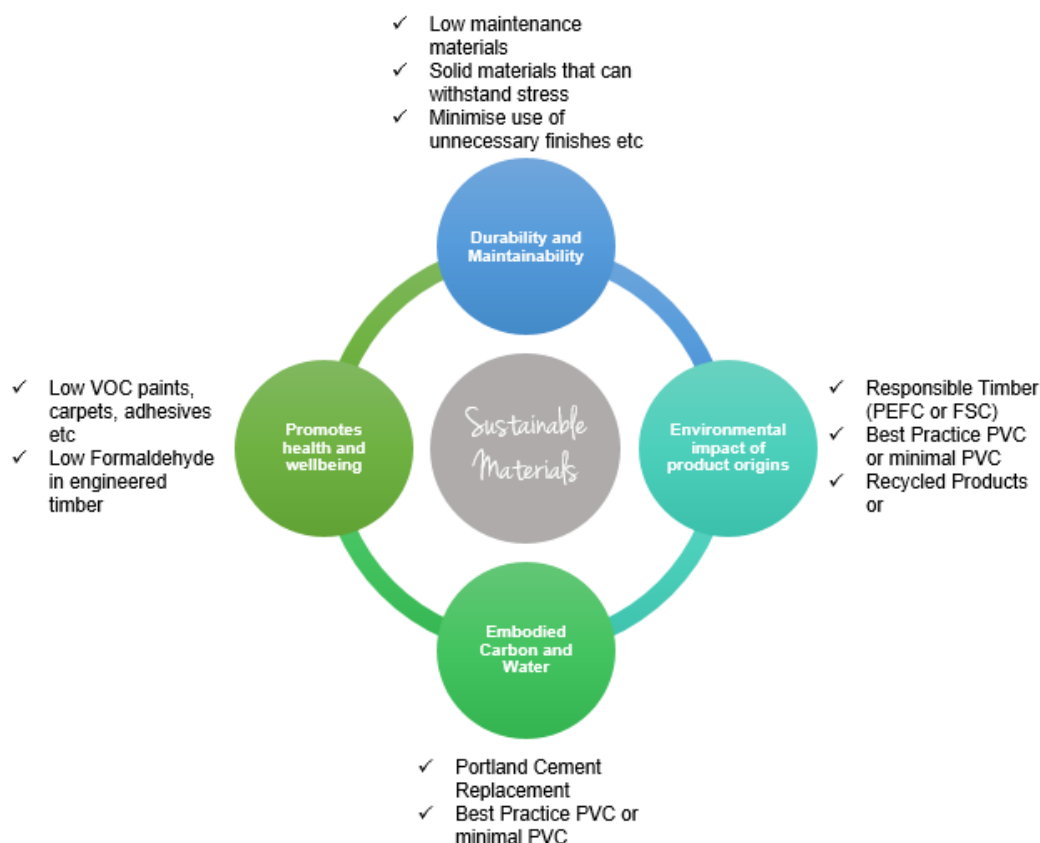 ✓ Low maintenance
materials
✓ Solid materials that can
withstand stress
✓ Minimise use of
unnecessary finishes etc
Durability and
Maintainability
✓ Low VOC paints,
carpets, adhesives
etc
✓ Low Formaldehyde
in engineered
timber
Promotes
health and
wellbeing
Sustainable
Materials
Environmental
impact of
product origins
✓ Responsible Timber
(PEFC or FSC)
✓ Best Practice PVC
or minimal PVC
✓ Recycled Products
or
Embodied
Carbon and
Water
✓ Portland Cement
Replacement
✓ Best Practice PVC or
minimal PVC